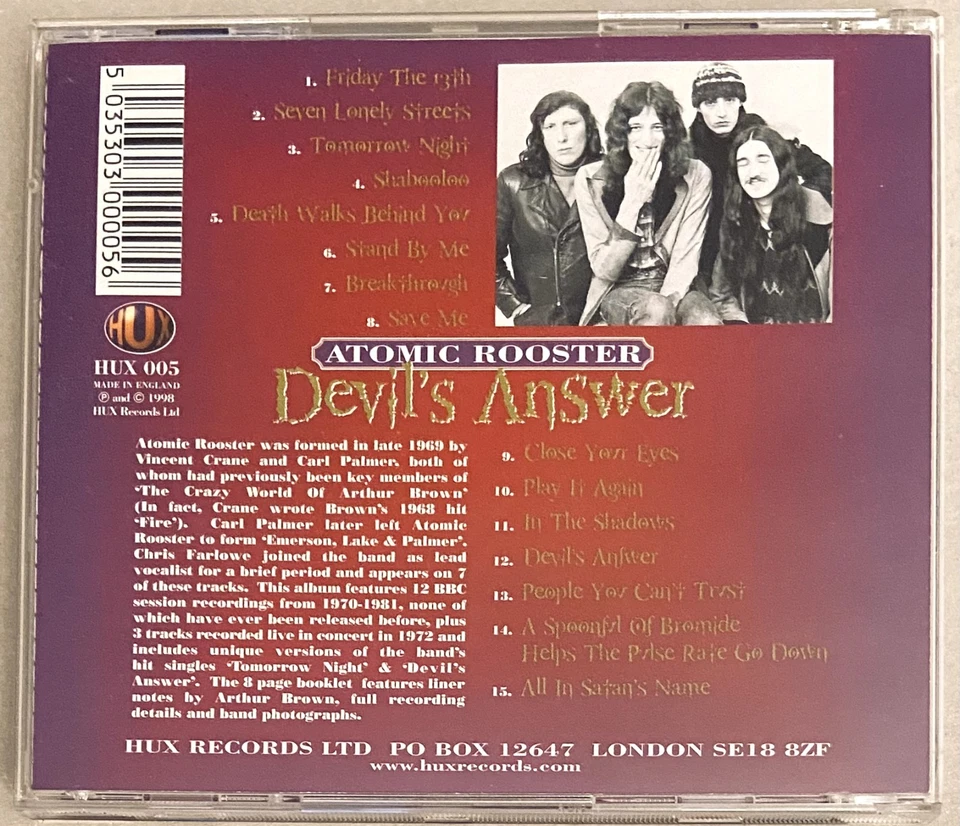 5 035303 000056
HUX
HUX 005
MADE IN ENGLAND
℗ and © 1998
HUX Records Ltd
1. Friday The 13th
2. Seven Lonely Streets
3. Tomorrow Night
4. Shabooloo
5. Death Walks Behind You
6. Stand By Me
7. Breakthrough
8. Save Me
ATOMIC ROOSTER
Devil's Answer
Atomic Rooster was formed in late 1969 by
Vincent Crane and Carl Palmer, both of
whom had previously been key members of
'The Crazy World Of Arthur Brown'
(In fact, Crane wrote Brown's 1968 hit
'Fire'). Carl Palmer later left Atomic
Rooster to form 'Emerson, Lake & Palmer'.
Chris Farlowe joined the band as lead
vocalist for a brief period and appears on 7
of these tracks. This album features 12 BBC
session recordings from 1970-1981, none of
which have ever been released before, plus
3 tracks recorded live in concert in 1972 and
includes unique versions of the band's
hit singles 'Tomorrow Night' & 'Devil's
Answer'. The 8 page booklet features liner
notes by Arthur Brown, full recording
details and band photographs.
9. Close Your Eyes
10. Play It Again
11. In The Shadows
12. Devil's Answer
13. People You Can't Trust
14. A Spoonful Of Bromide
Helps The Pulse Rate Go Down
15. All In Satan's Name
HUX RECORDS LTD PO BOX 12647 LONDON SE18 8ZF
www.huxrecords.com